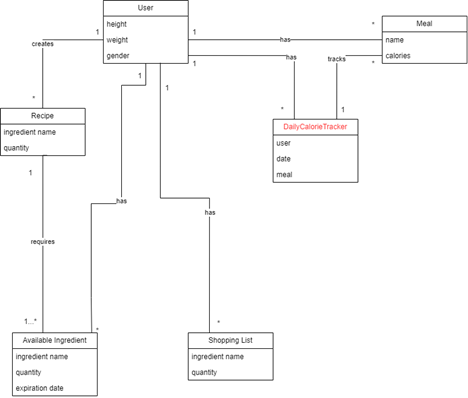 User
height
weight
gender
Meal
name
calories
1
creates
*
1
has
*
1
has
*
*
tracks
1
Recipe
ingredient name
quantity
DailyCalorieTracker
user
date
meal
1
requires
1...*
1
has
*
1
has
*
Available Ingredient
ingredient name
quantity
expiration date
Shopping List
ingredient name
quantity